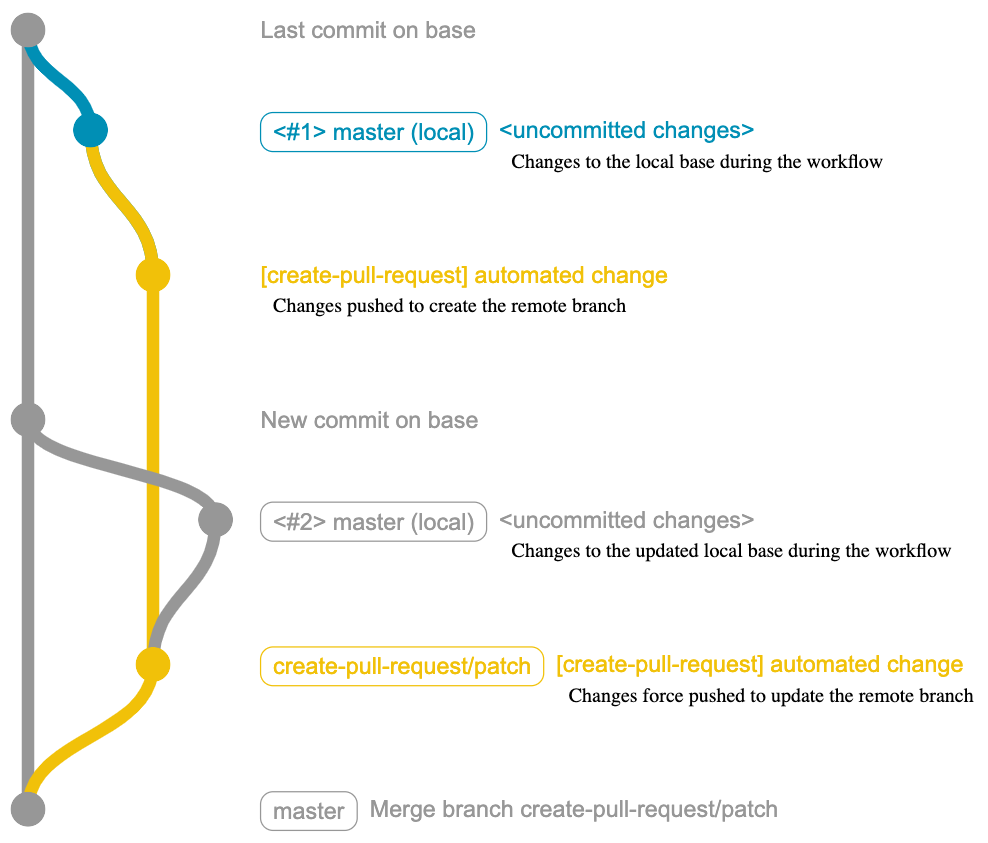 Last commit on base
<#1> master (local) <uncommitted changes>
Changes to the local base during the workflow
[create-pull-request] automated change
Changes pushed to create the remote branch
New commit on base
<#2> master (local) <uncommitted changes>
Changes to the updated local base during the workflow
create-pull-request/patch [create-pull-request] automated change
Changes force pushed to update the remote branch
master Merge branch create-pull-request/patch